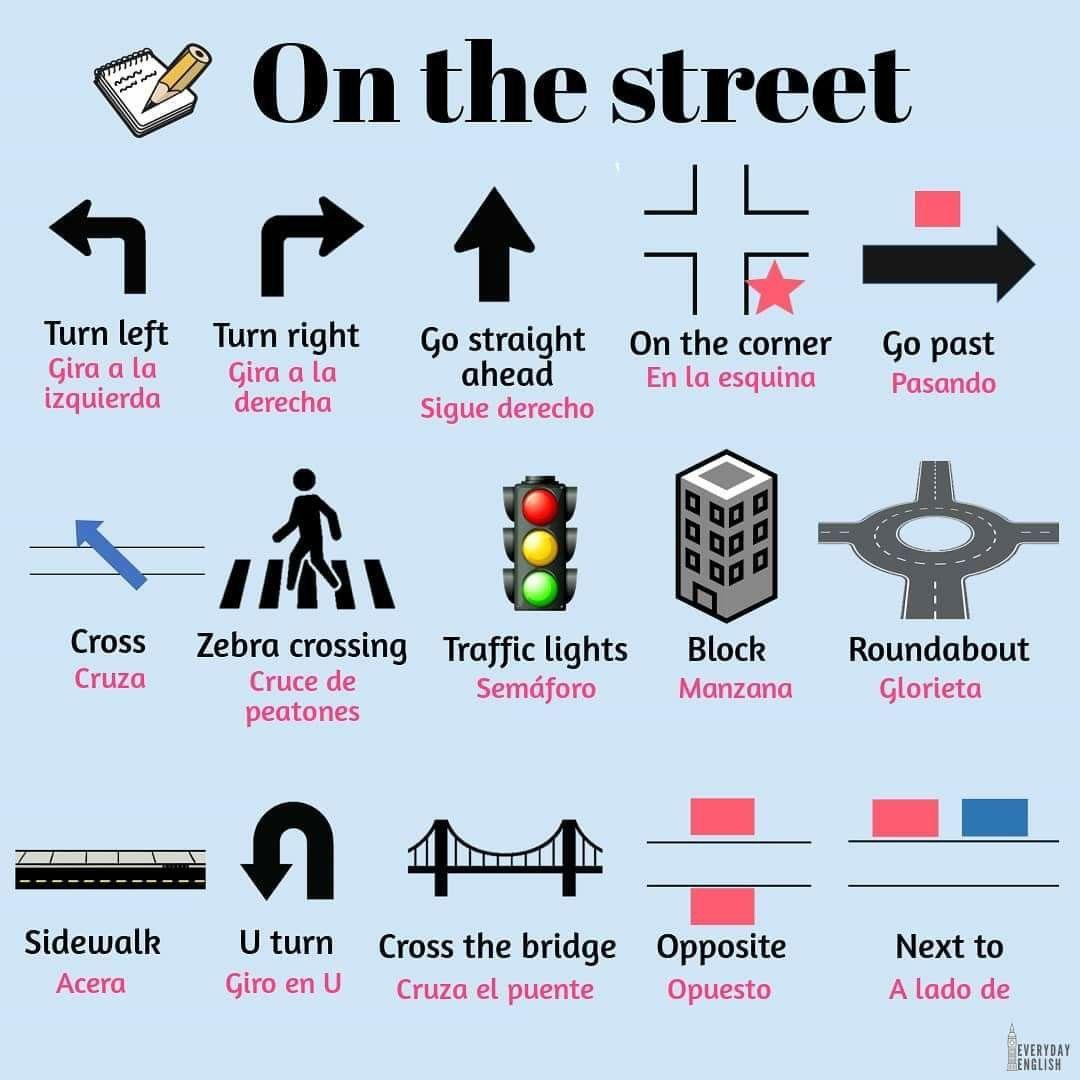 On the street
Turn left
Gira a la
izquierda
Turn right
Gira a la
derecha
Go straight
ahead
Sigue derecho
On the corner
En la esquina
Go past
Pasando
Cross
Cruza
Zebra crossing
Cruce de
peatones
Traffic lights
Semáforo
Block
Manzana
Roundabout
Glorieta
Sidewalk
Acera
U turn
Giro en U
Cross the bridge
Cruza el puente
Opposite
Opuesto
Next to
A lado de
EVERYDAY
ENGLISH